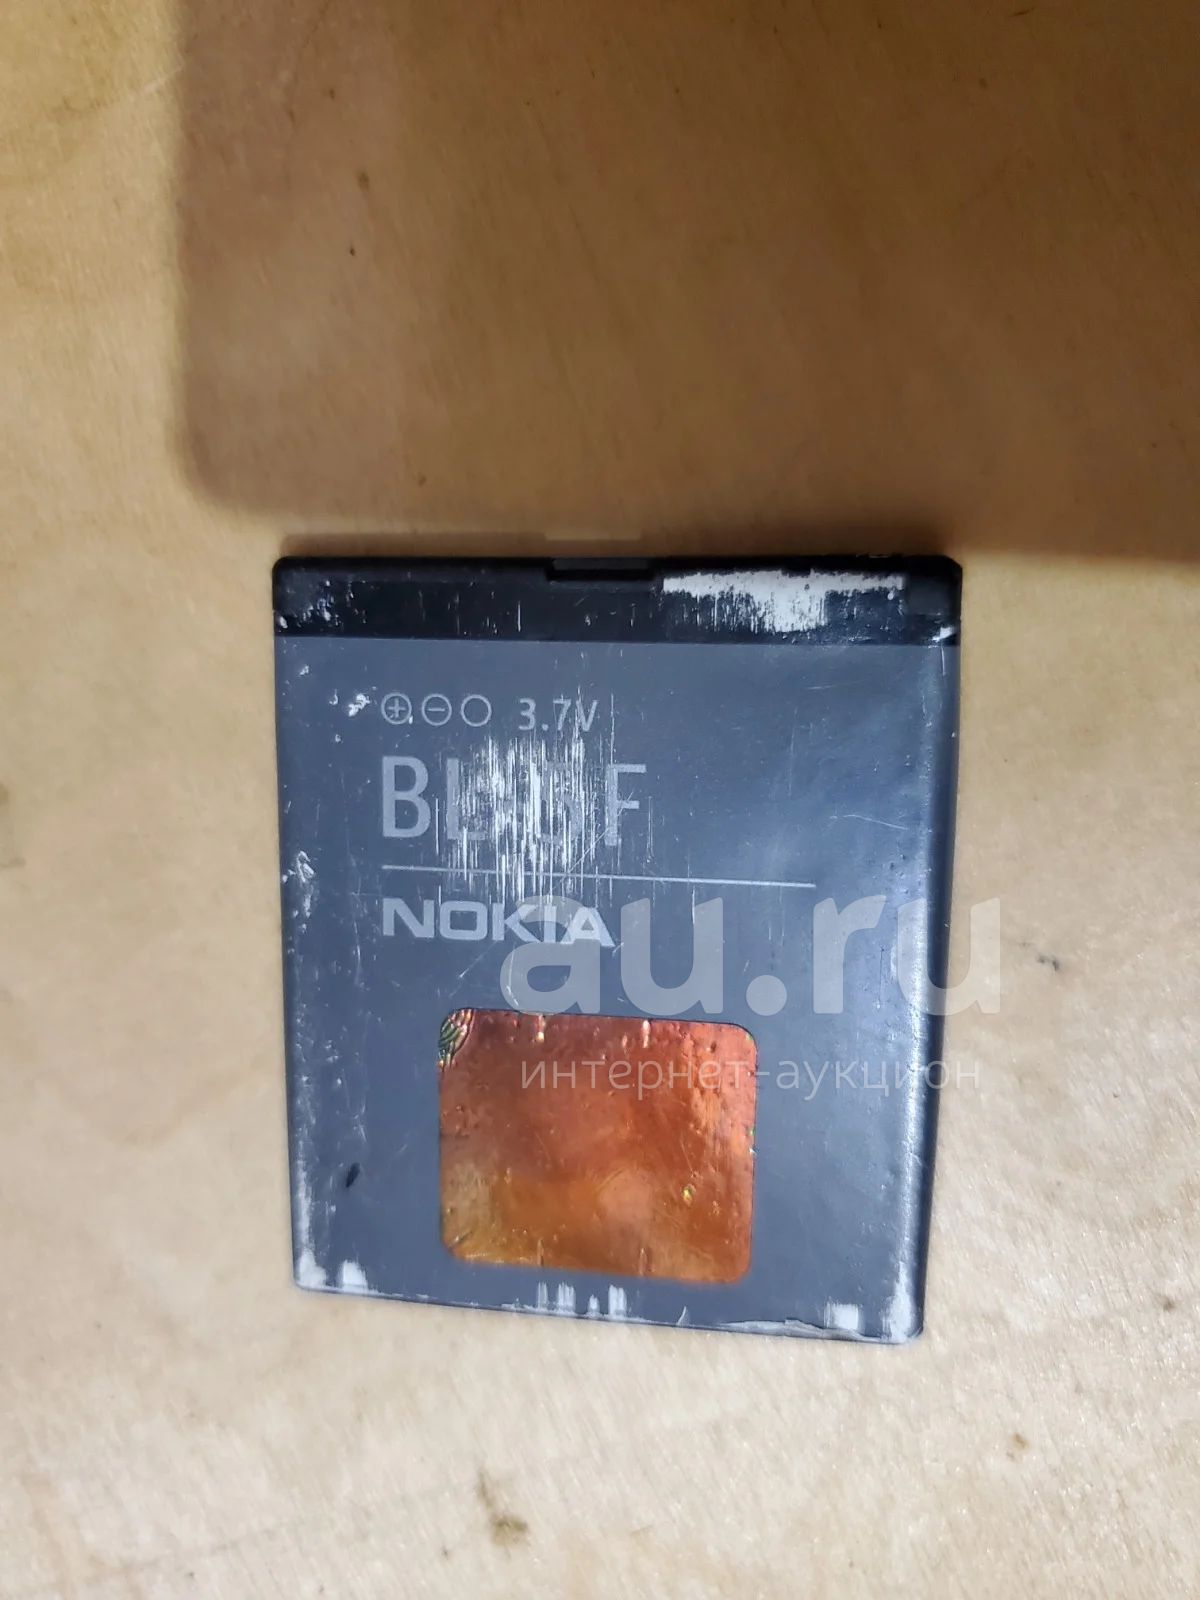 ⊕⊖○ 3.7V
NOKIA
au.ru
интернет-аукцион